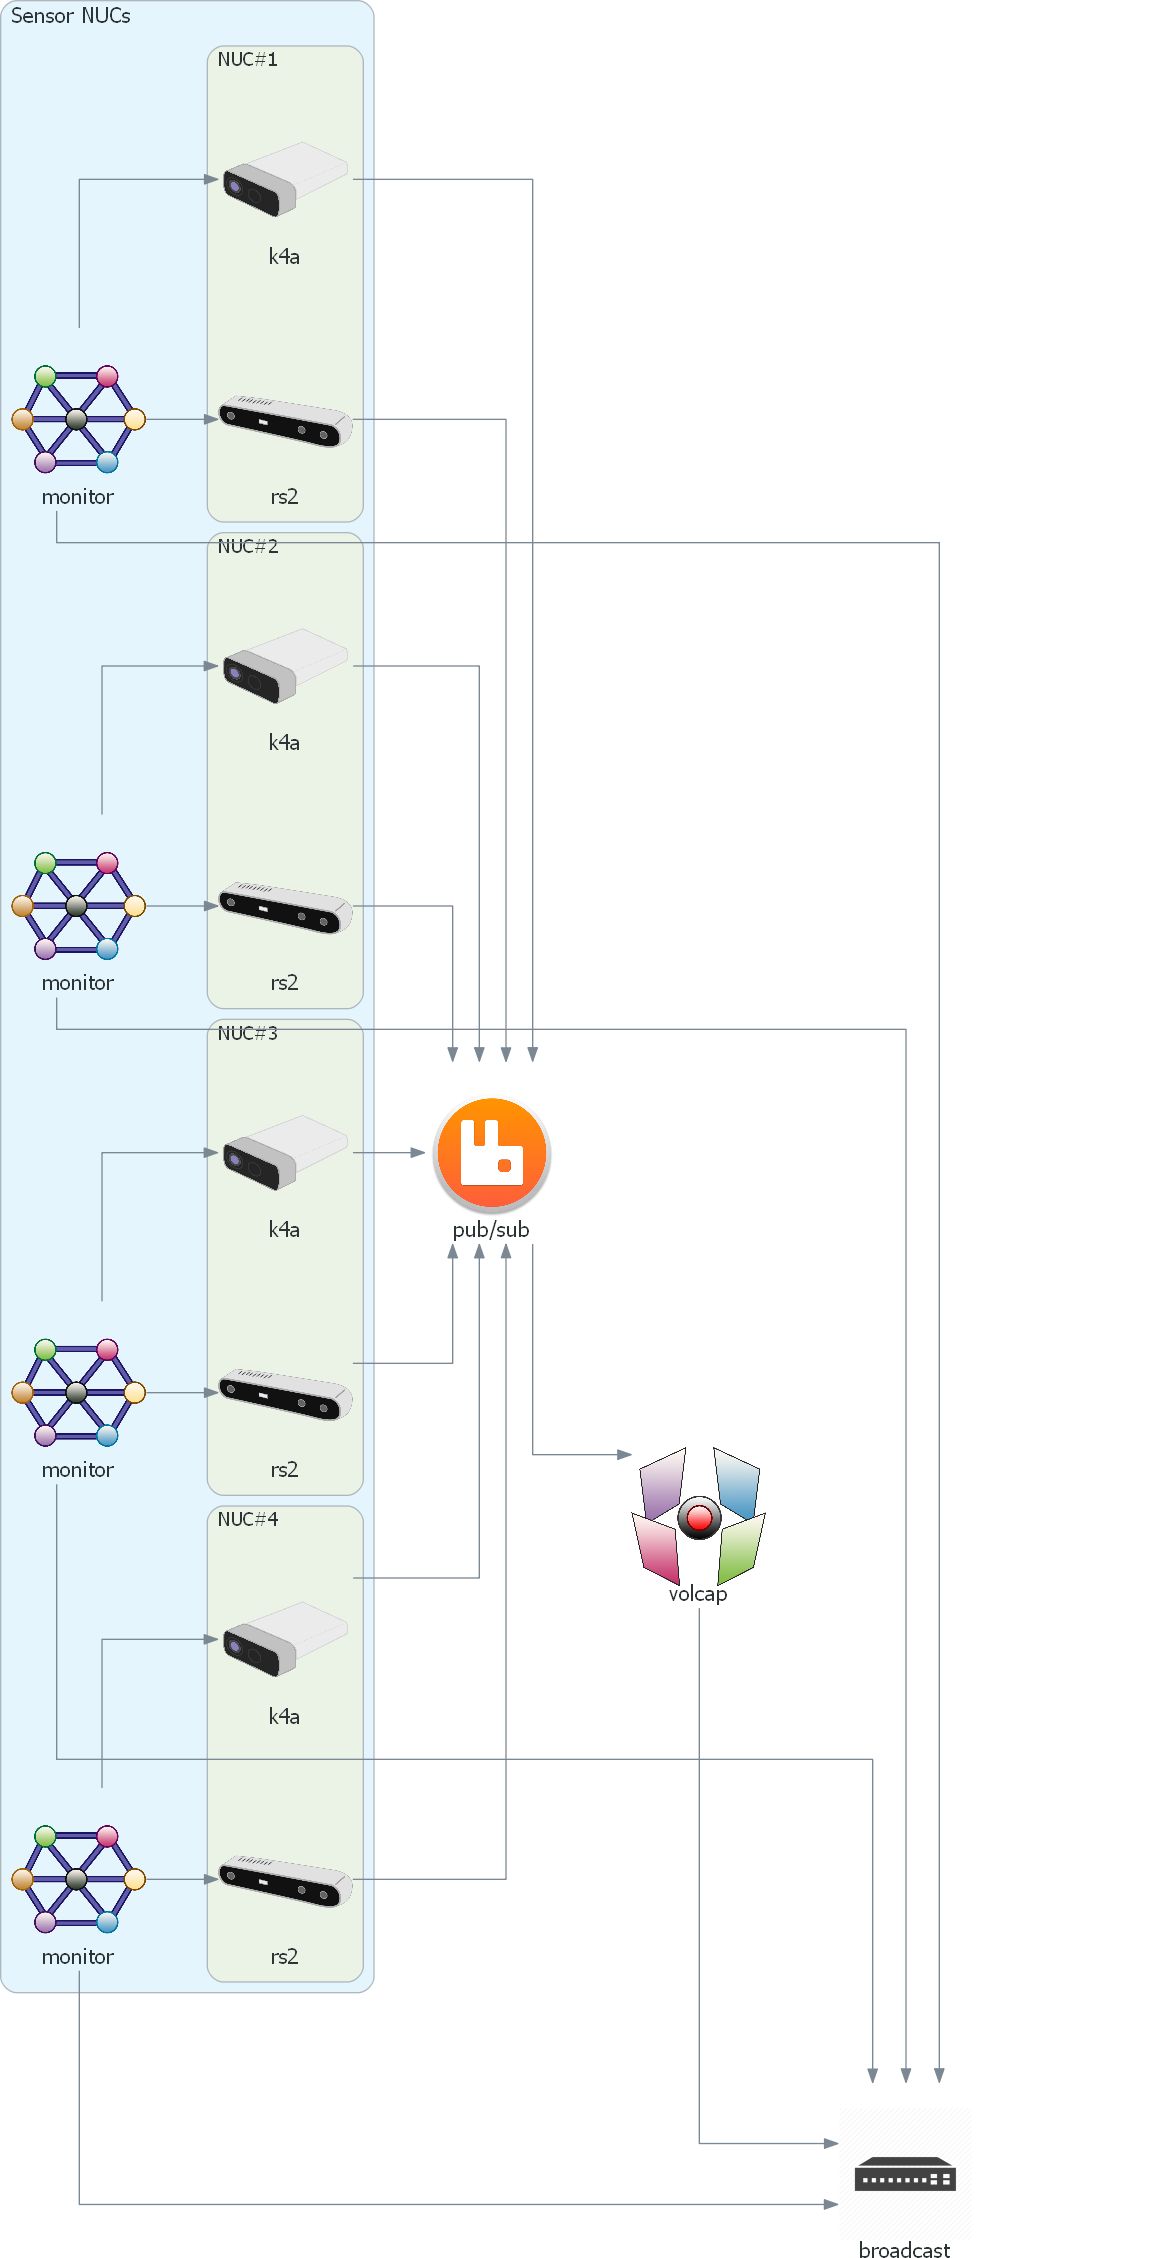 Sensor NUCs
NUC#1
k4a
monitor
rs2
NUC#2
k4a
monitor
rs2
NUC#3
k4a
pub/sub
monitor
rs2
NUC#4
volcap
k4a
monitor
rs2
broadcast